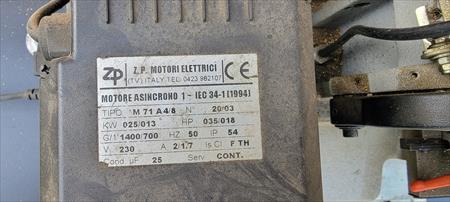 ZP Z.P. MOTORI ELETTRICI CE
(TV) ITALY TEL. 0423 962107
MOTORE ASINCRONO 1 ~ IEC 34-1 (1994)
TIPO M 71 A4/8 N° 20/03
KW 025/013 HP 035/018
G/1' 1400/700 HZ 50 IP 54
V 230 A 2/1.7 Is Cl F TH
Cond. µF 25 Serv CONT.